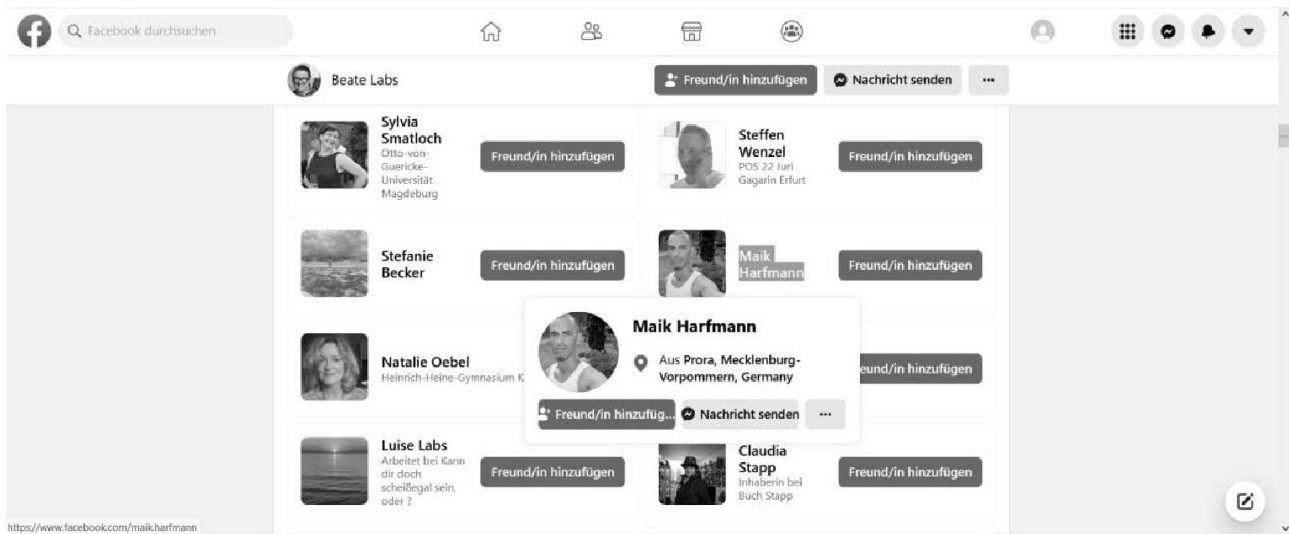 Facebook durchsuchen
Beate Labs
Freund/in hinzufügen
Nachricht senden
Sylvia
Smatloch
Otto-von-
Guericke-
Universität
Magdeburg
Freund/in hinzufügen
Steffen
Wenzel
POS 22 Juri
Gagarin Erfurt
Freund/in hinzufügen
Stefanie
Becker
Freund/in hinzufügen
Maik
Harfmann
Freund/in hinzufügen
Natalie Oebel
Heinrich-Heine-Gymnasium K
Maik Harfmann
Aus Prora, Mecklenburg-
Vorpommern, Germany
Freund/in hinzufüg...
Nachricht senden
...
eund/in hinzufügen
Luise Labs
Arbeitet bei Kann
dir doch
scheißegal sein,
oder ?
Freund/in hinzufügen
Claudia
Stapp
Inhaberin bei
Buch Stapp
Freund/in hinzufügen
https://www.facebook.com/maik.harfmann